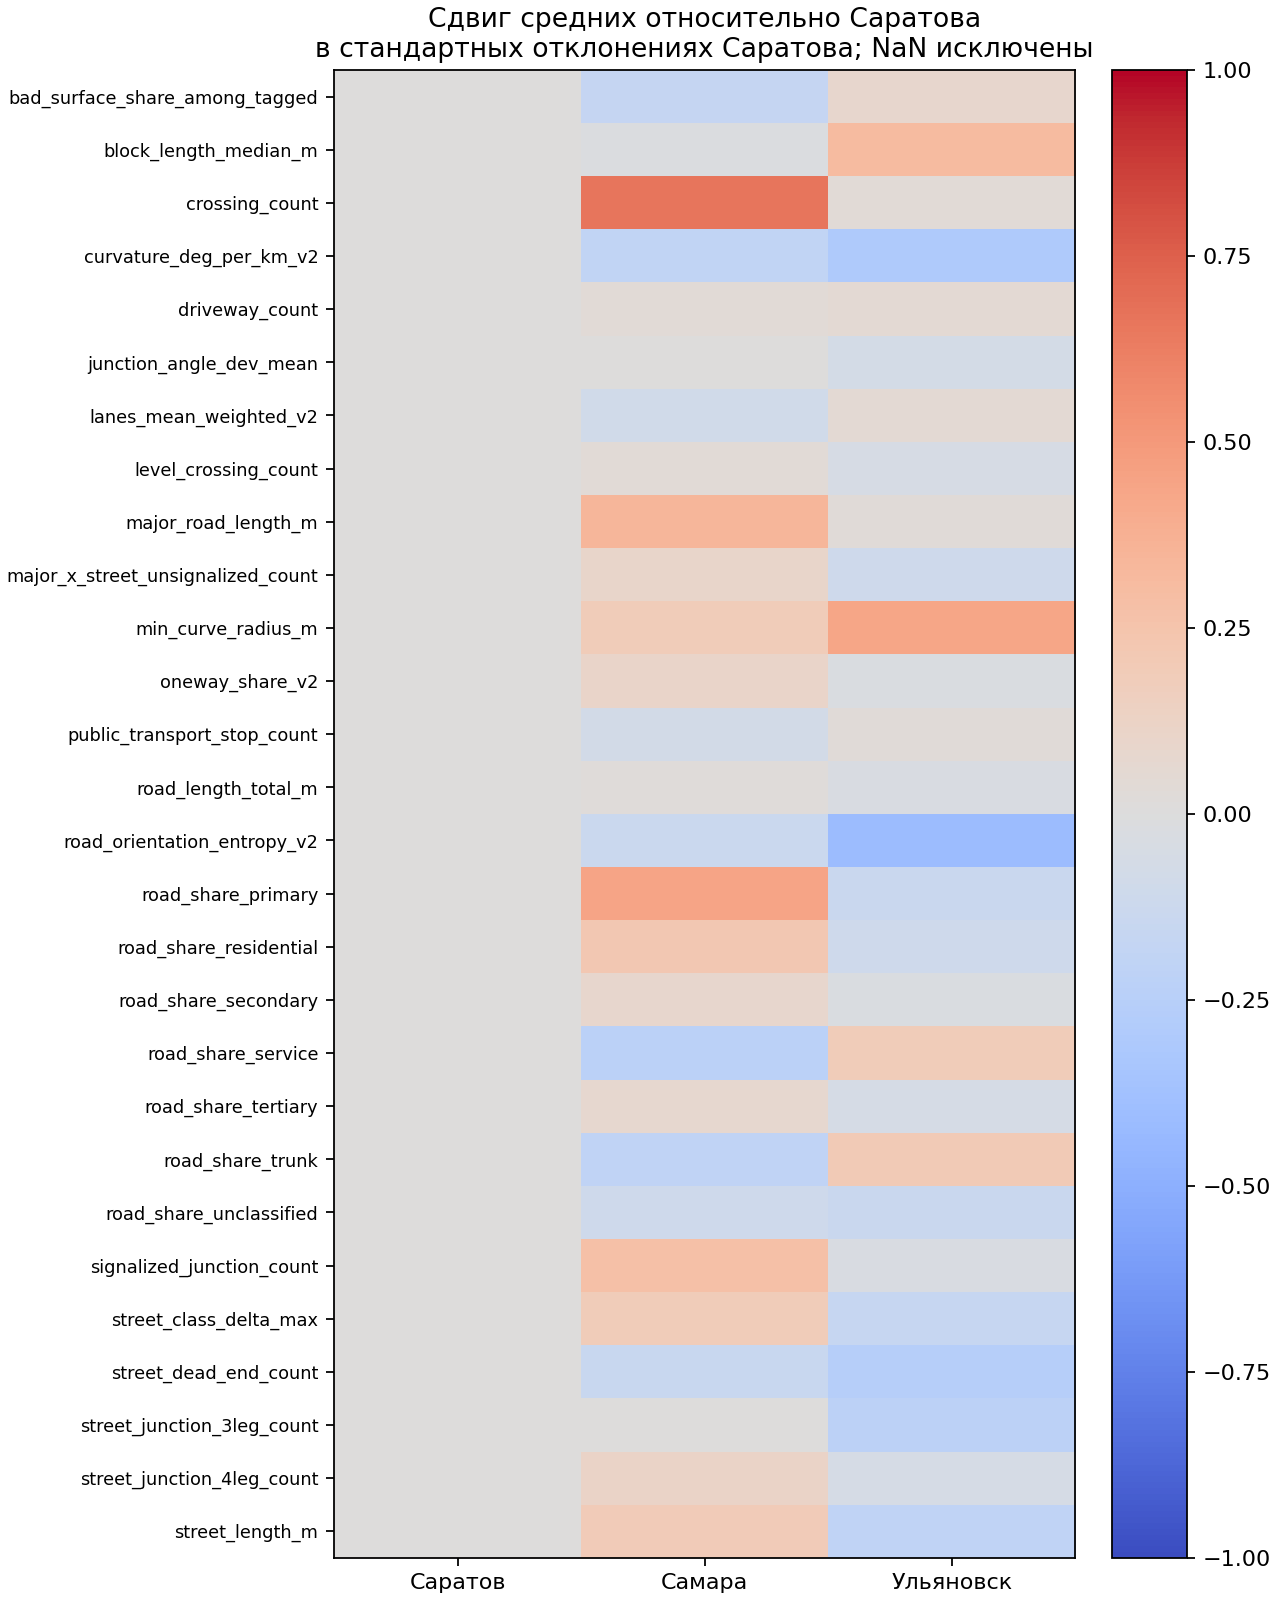 Сдвиг средних относительно Саратова
в стандартных отклонениях Саратова; NaN исключены
bad_surface_share_among_tagged
block_length_median_m
crossing_count
curvature_deg_per_km_v2
driveway_count
junction_angle_dev_mean
lanes_mean_weighted_v2
level_crossing_count
major_road_length_m
major_x_street_unsignalized_count
min_curve_radius_m
oneway_share_v2
public_transport_stop_count
road_length_total_m
road_orientation_entropy_v2
road_share_primary
road_share_residential
road_share_secondary
road_share_service
road_share_tertiary
road_share_trunk
road_share_unclassified
signalized_junction_count
street_class_delta_max
street_dead_end_count
street_junction_3leg_count
street_junction_4leg_count
street_length_m
Саратов
Самара
Ульяновск
1.00
0.75
0.50
0.25
0.00
−0.25
−0.50
−0.75
−1.00